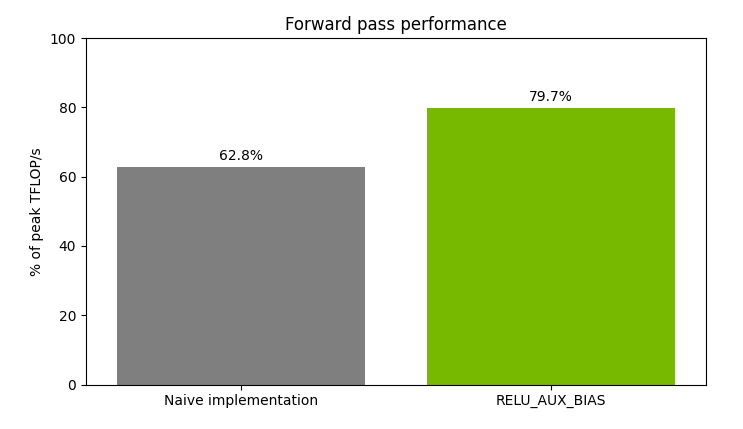 Forward pass performance
% of peak TFLOP/s
100
80
60
40
20
0
62.8%
79.7%
Naive implementation
RELU_AUX_BIAS